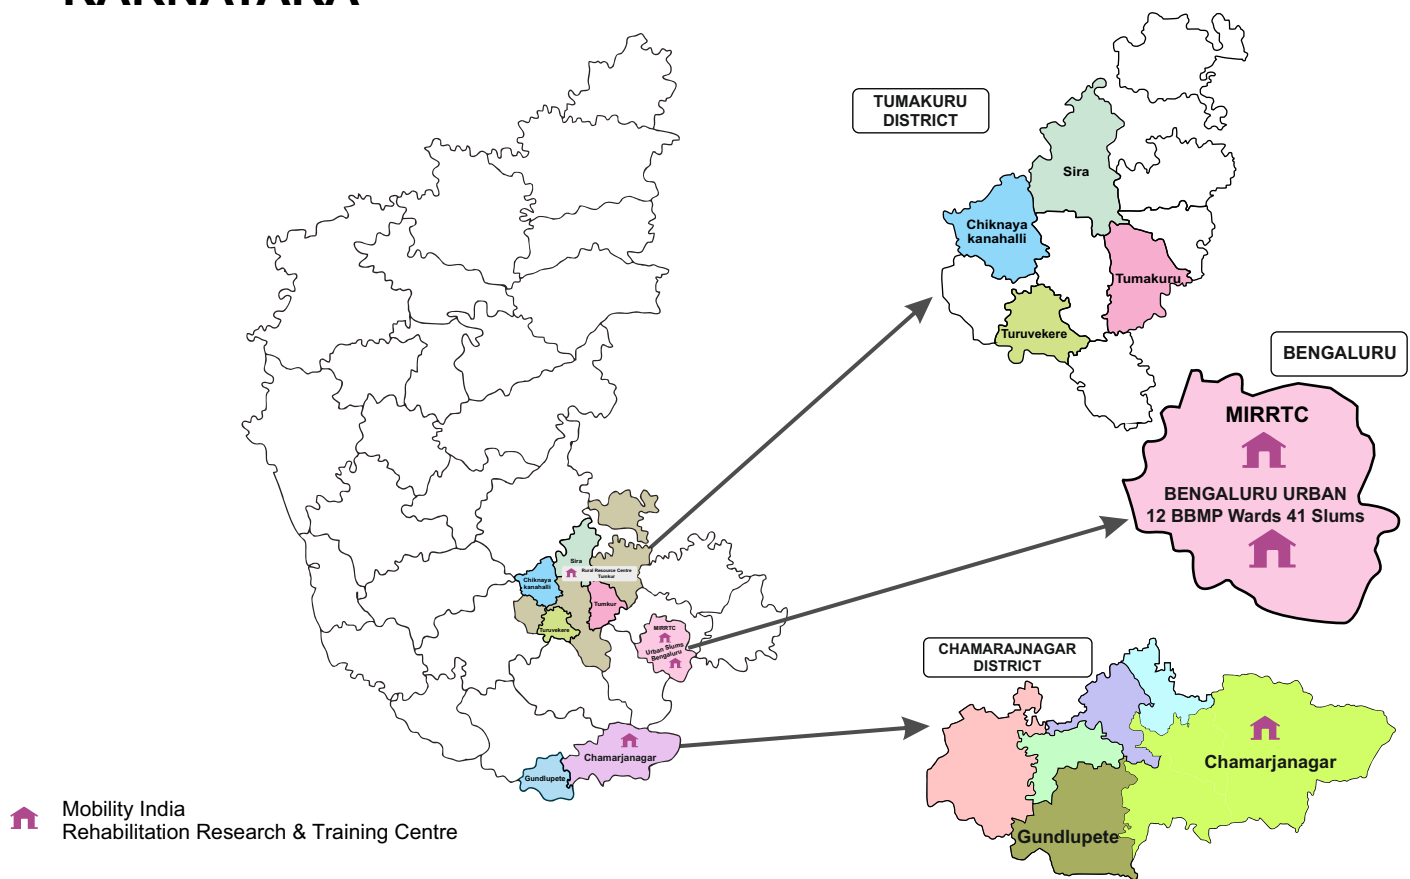 KARNATAKA
TUMAKURU
DISTRICT
Sira
Chiknaya
kanahalli
Tumakuru
Turuvekere
BENGALURU
MIRRTC
BENGALURU URBAN
12 BBMP Wards 41 Slums
Sira
Rural Resource Centre
Tumkur
Chiknaya
kanahalli
Tumkur
Turuvekere
MIRRTC
Urban Slums
Bengaluru
CHAMARAJNAGAR
DISTRICT
Chamarjanagar
Gundlupete
Chamarjanagar
Gundlupete
Mobility India
Rehabilitation Research & Training Centre